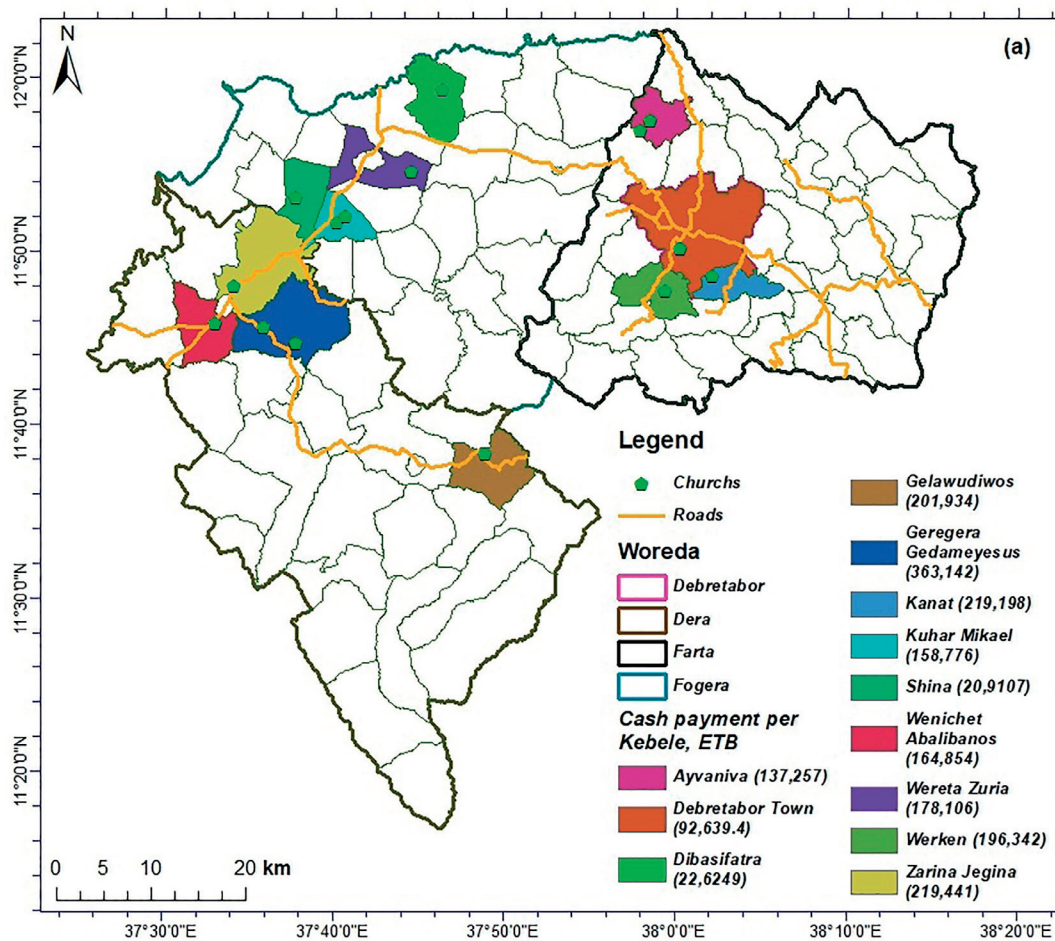 N
(a)
12°0'0"N
11°50'0"N
11°40'0"N
11°30'0"N
11°20'0"N
Legend
Churchs
Roads
Woreda
Debretabor
Dera
Farta
Fogera
Cash payment per
Kebele, ETB
Ayvaniva (137,257)
Debretabor Town
(92,639.4)
Dibasifatra
(22,6249)
Gelawudiwos
(201,934)
Geregera
Gedameyesus
(363,142)
Kanat (219,198)
Kuhar Mikael
(158,776)
Shina (20,9107)
Wenichet
Abalibanos
(164,854)
Wereta Zuria
(178,106)
Werken (196,342)
Zarina Jegina
(219,441)
0 5 10 20 km
37°30'0"E 37°40'0"E 37°50'0"E 38°0'0"E 38°10'0"E 38°20'0"E